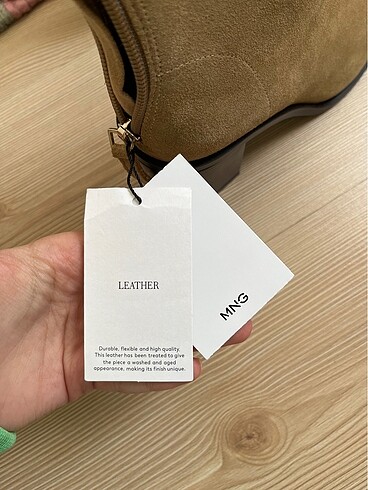 LEATHER
Durable, flexible and high quality.
This leather has been treated to give
the piece a washed and aged
appearance, making its finish unique.
MNG